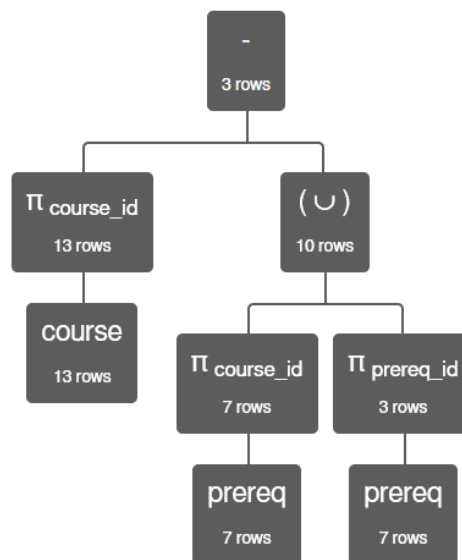 -
3 rows
π course_id
13 rows
( ∪ )
10 rows
course
13 rows
π course_id
7 rows
π prereq_id
3 rows
prereq
7 rows
prereq
7 rows